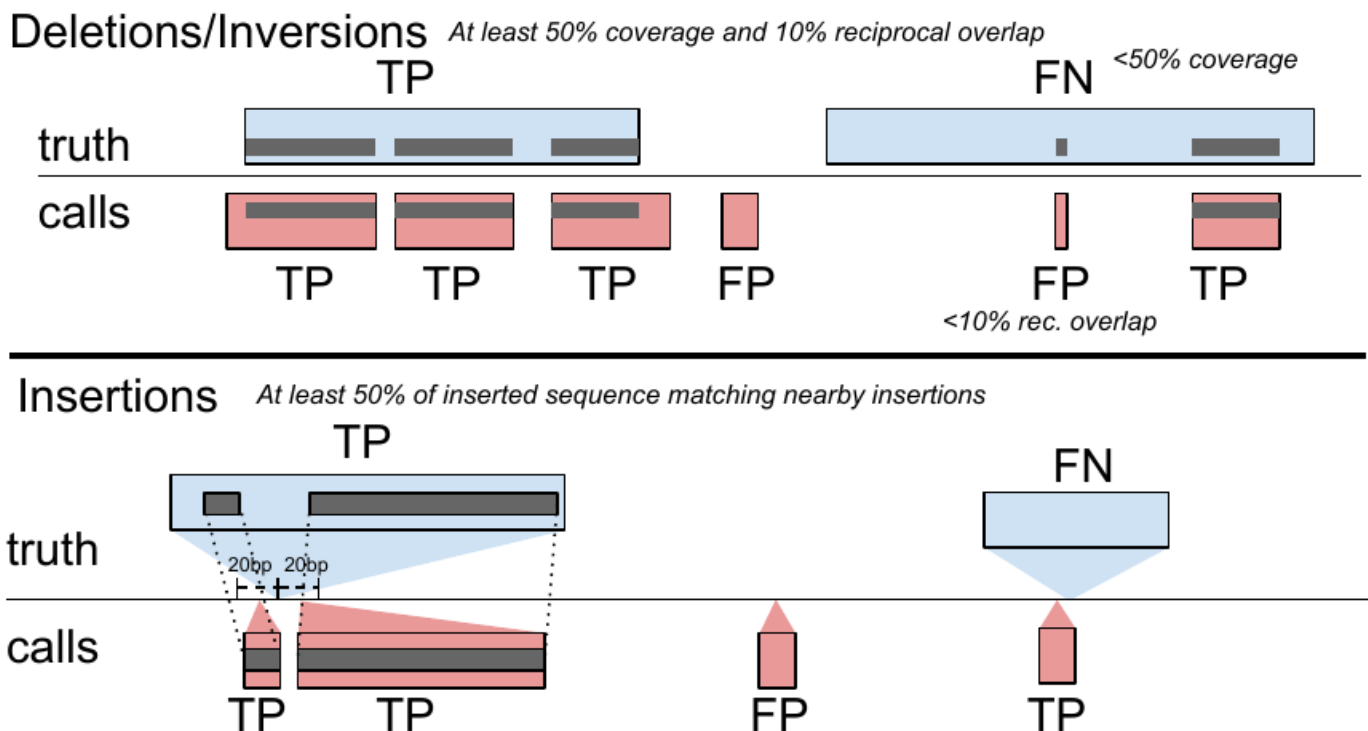 Deletions/Inversions At least 50% coverage and 10% reciprocal overlap
TP FN <50% coverage
truth
calls
TP TP TP FP FP TP
<10% rec. overlap
Insertions At least 50% of inserted sequence matching nearby insertions
TP FN
truth
20bp 20bp
calls
TP TP FP TP